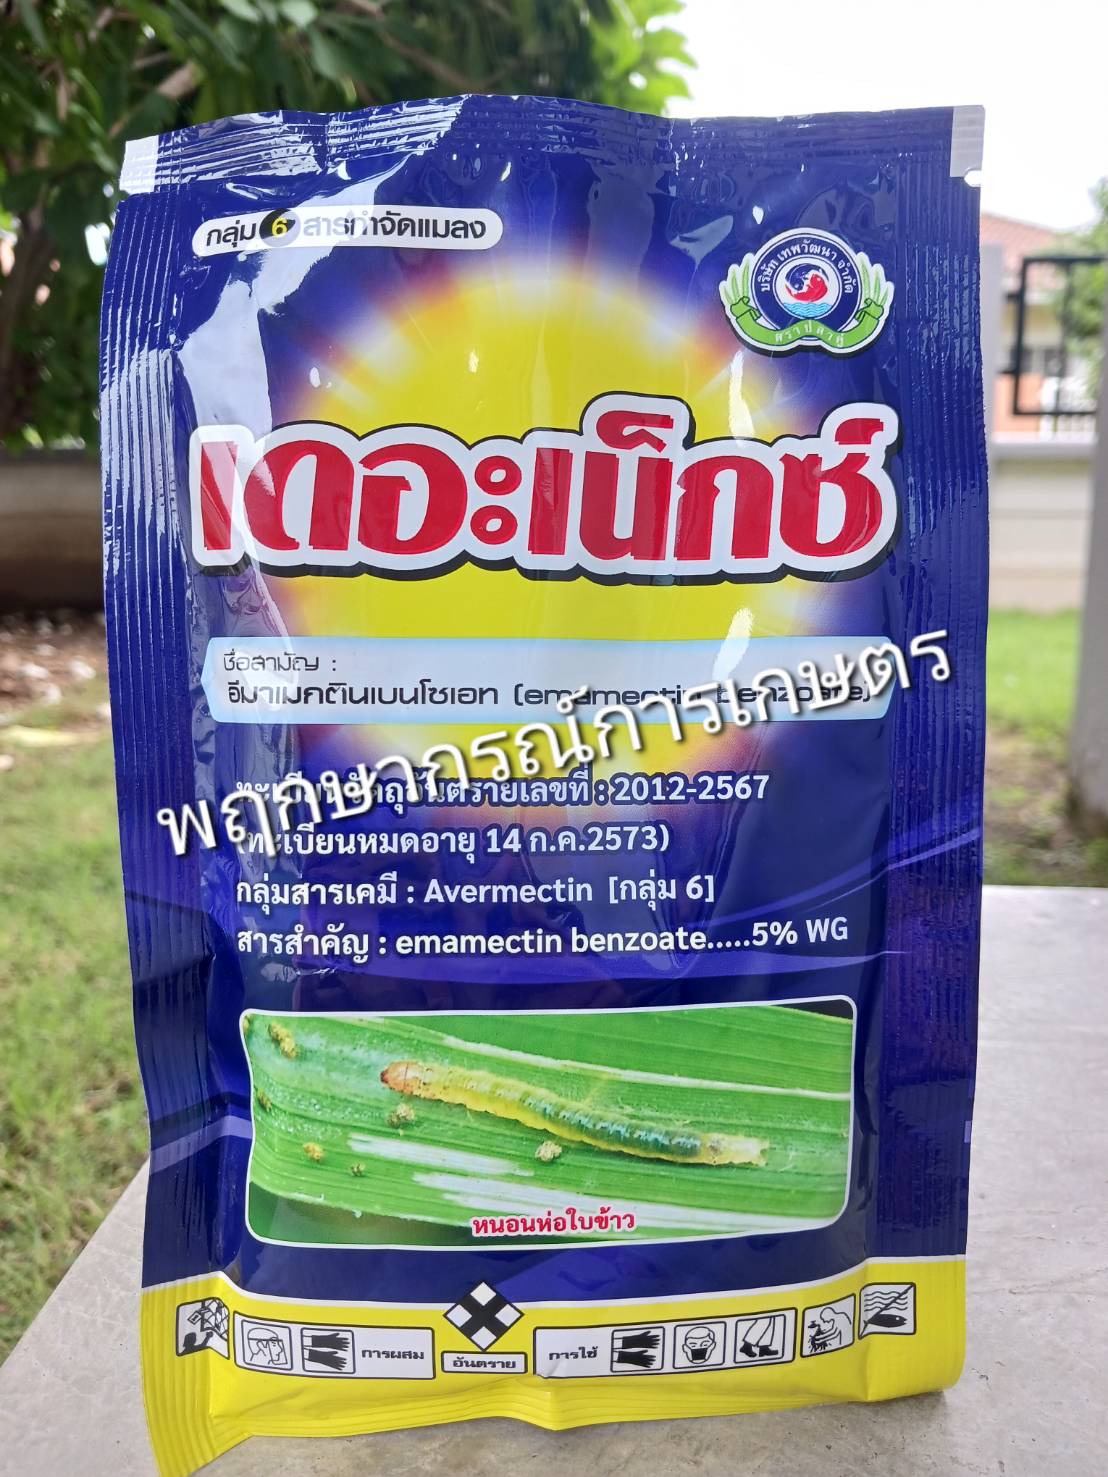 กลุ่ม 6 สารกำจัดแมลง
บริษัท เทพวัฒนา จำกัด
ตราปลาคู่
เดอะเน็กซ์
ชื่อสามัญ :
อีมาเมกตินเบนโซเอท (emamectin benzoate)
พฤกษากรณ์การเกษตร
ทะเบียนวัตถุอันตรายเลขที่ : 2012-2567
(ทะเบียนหมดอายุ 14 ก.ค.2573)
กลุ่มสารเคมี : Avermectin [กลุ่ม 6]
สารสำคัญ : emamectin benzoate.....5% WG
หนอนห่อใบข้าว
การผสม
อันตราย
การใช้